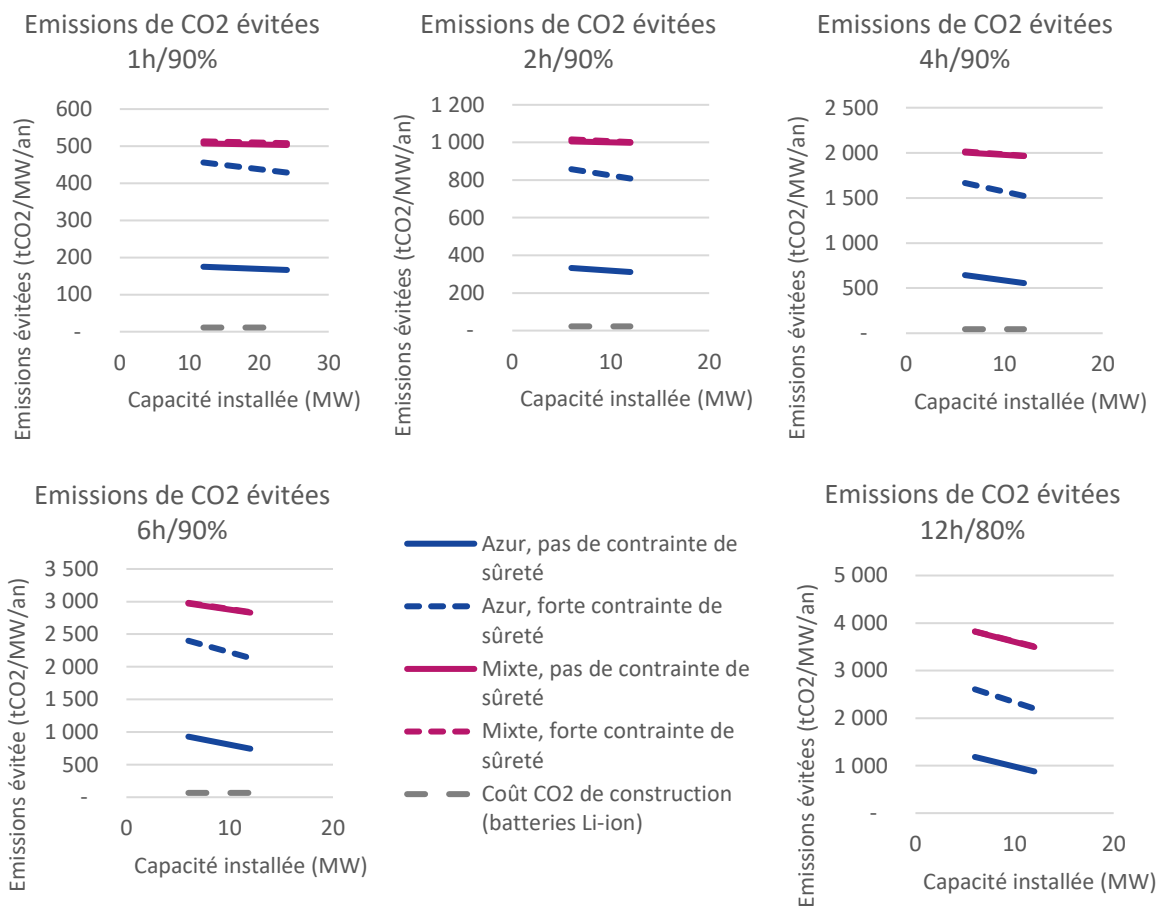 Emissions de CO2 évitées
1h/90%
Emissions évitées (tCO2/MW/an)
600
500
400
300
200
100
-
0 10 20 30
Capacité installée (MW)
Emissions de CO2 évitées
2h/90%
Emissions évitées (tCO2/MW/an)
1 200
1 000
800
600
400
200
-
0 10 20
Capacité installée (MW)
Emissions de CO2 évitées
4h/90%
Emissions évitées (tCO2/MW/an)
2 500
2 000
1 500
1 000
500
-
0 10 20
Capacité installée (MW)
Emissions de CO2 évitées
6h/90%
Emissions évitée (tCO2/MW/an)
3 500
3 000
2 500
2 000
1 500
1 000
500
-
0 10 20
Capacité installée (MW)
Azur, pas de contrainte de
sûreté
Azur, forte contrainte de
sûreté
Mixte, pas de contrainte de
sûreté
Mixte, forte contrainte de
sûreté
Coût CO2 de construction
(batteries Li-ion)
Emissions de CO2 évitées
12h/80%
Emissions évitées (tCO2/MW/an)
5 000
4 000
3 000
2 000
1 000
-
0 10 20
Capacité installée (MW)